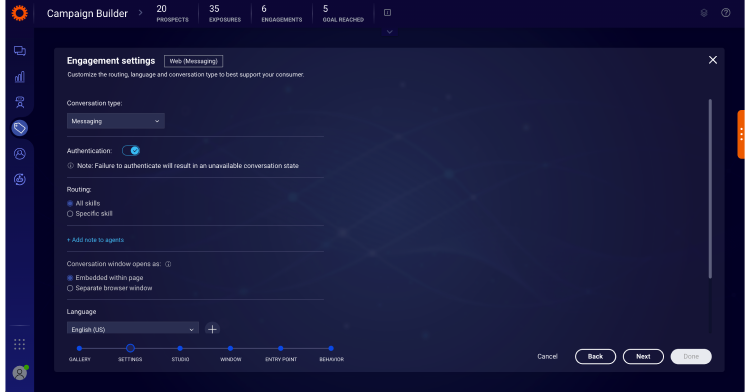 Campaign Builder > 20 35 6 5
PROSPECTS EXPOSURES ENGAGEMENTS GOAL REACHED
Engagement settings Web (Messaging)
Customize the routing, language and conversation type to best support your consumer.
Conversation type:
Messaging
Authentication:
Note: Failure to authenticate will result in an unavailable conversation state
Routing:
All skills
Specific skill
+ Add note to agents
Conversation window opens as:
Embedded within page
Separate browser window
Language
English (US)
GALLERY SETTINGS STUDIO WINDOW ENTRY POINT BEHAVIOR
Cancel Back Next Done